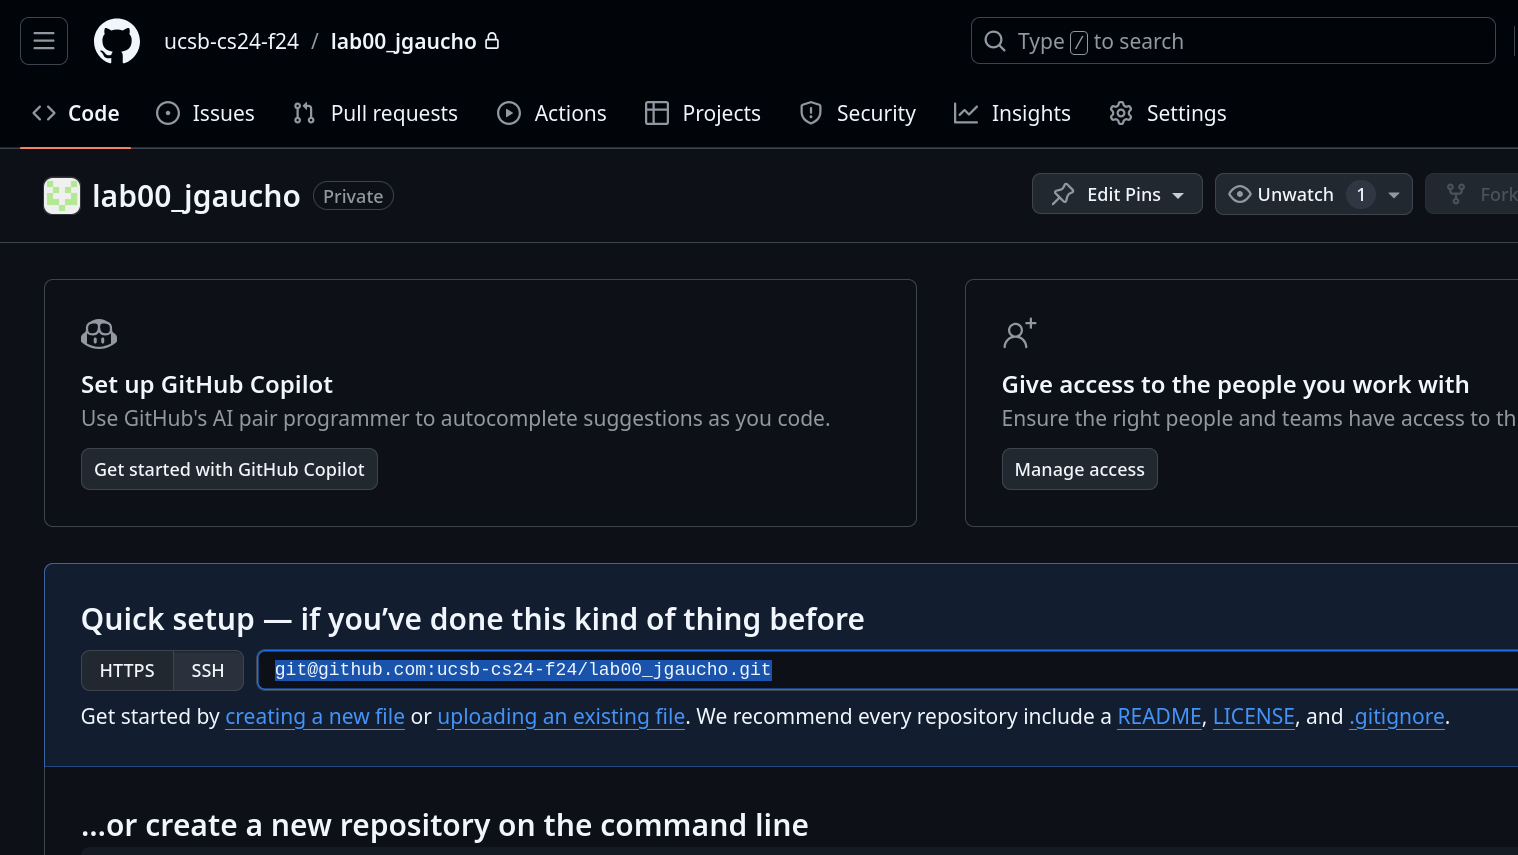 ucsb-cs24-f24 / lab00_jgaucho
Type / to search
Code Issues Pull requests Actions Projects Security Insights Settings
lab00_jgaucho Private
Edit Pins Unwatch 1 Fork
Set up GitHub Copilot
Use GitHub's AI pair programmer to autocomplete suggestions as you code.
Get started with GitHub Copilot
Give access to the people you work with
Ensure the right people and teams have access to th
Manage access
Quick setup — if you’ve done this kind of thing before
HTTPS SSH git@github.com:ucsb-cs24-f24/lab00_jgaucho.git
Get started by creating a new file or uploading an existing file. We recommend every repository include a README, LICENSE, and .gitignore.
…or create a new repository on the command line